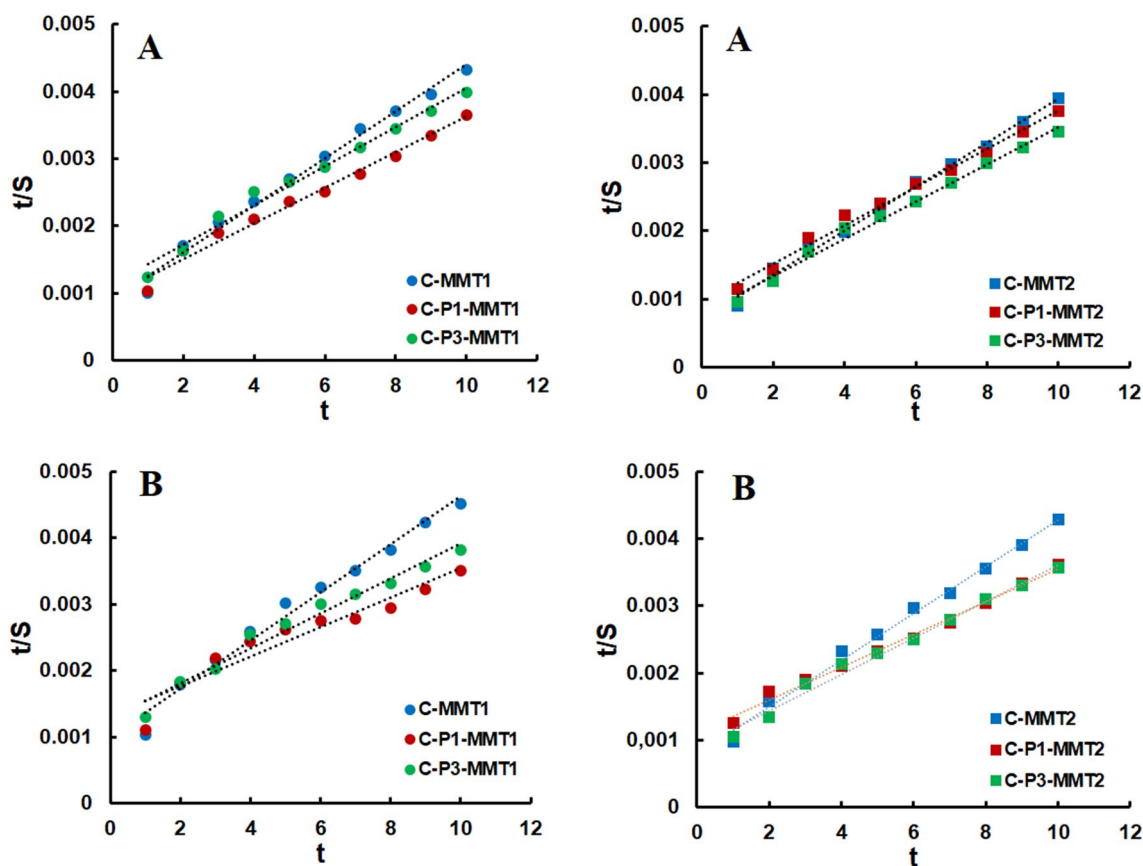 A
0.005
0.004
0.003
0.002
0.001
0
t/S
C-MMT1
C-P1-MMT1
C-P3-MMT1
0 2 4 6 8 10 12
t
A
0.005
0.004
0.003
0.002
0.001
0
t/S
C-MMT2
C-P1-MMT2
C-P3-MMT2
0 2 4 6 8 10 12
t
B
0.005
0.004
0.003
0.002
0.001
0
t/S
C-MMT1
C-P1-MMT1
C-P3-MMT1
0 2 4 6 8 10 12
t
B
0.005
0.004
0.003
0.002
0,001
0
t/S
C-MMT2
C-P1-MMT2
C-P3-MMT2
0 2 4 6 8 10 12
t